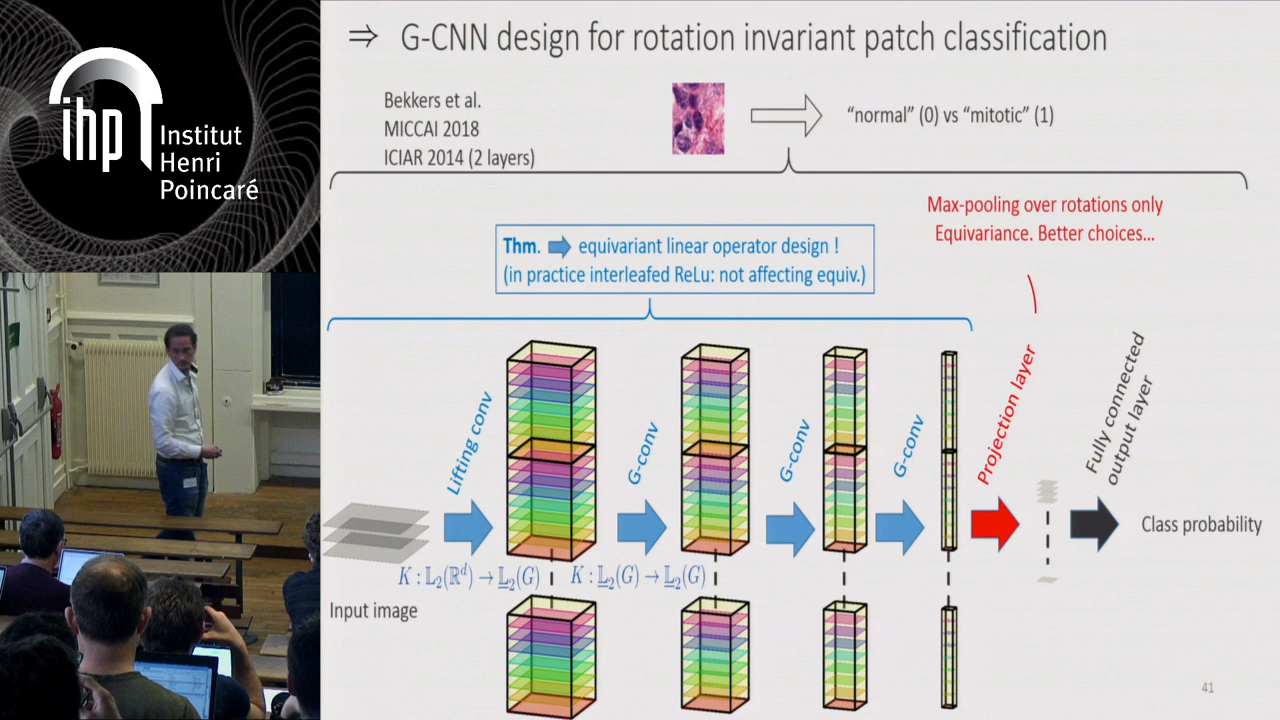 ihp
Institut
Henri
Poincaré
⇒ G-CNN design for rotation invariant patch classification
Bekkers et al.
MICCAI 2018
ICIAR 2014 (2 layers)
“normal” (0) vs “mitotic” (1)
Max-pooling over rotations only
Equivariance. Better choices...
Thm. equivariant linear operator design !
(in practice interleafed ReLu: not affecting equiv.)
Lifting conv
G-conv
G-conv
G-conv
Projection layer
Fully connected
output layer
Class probability
K : 𝕃₂(ℝᵈ) → 𝕃₂(G)
K : 𝕃₂(G) → 𝕃₂(G)
Input image
41